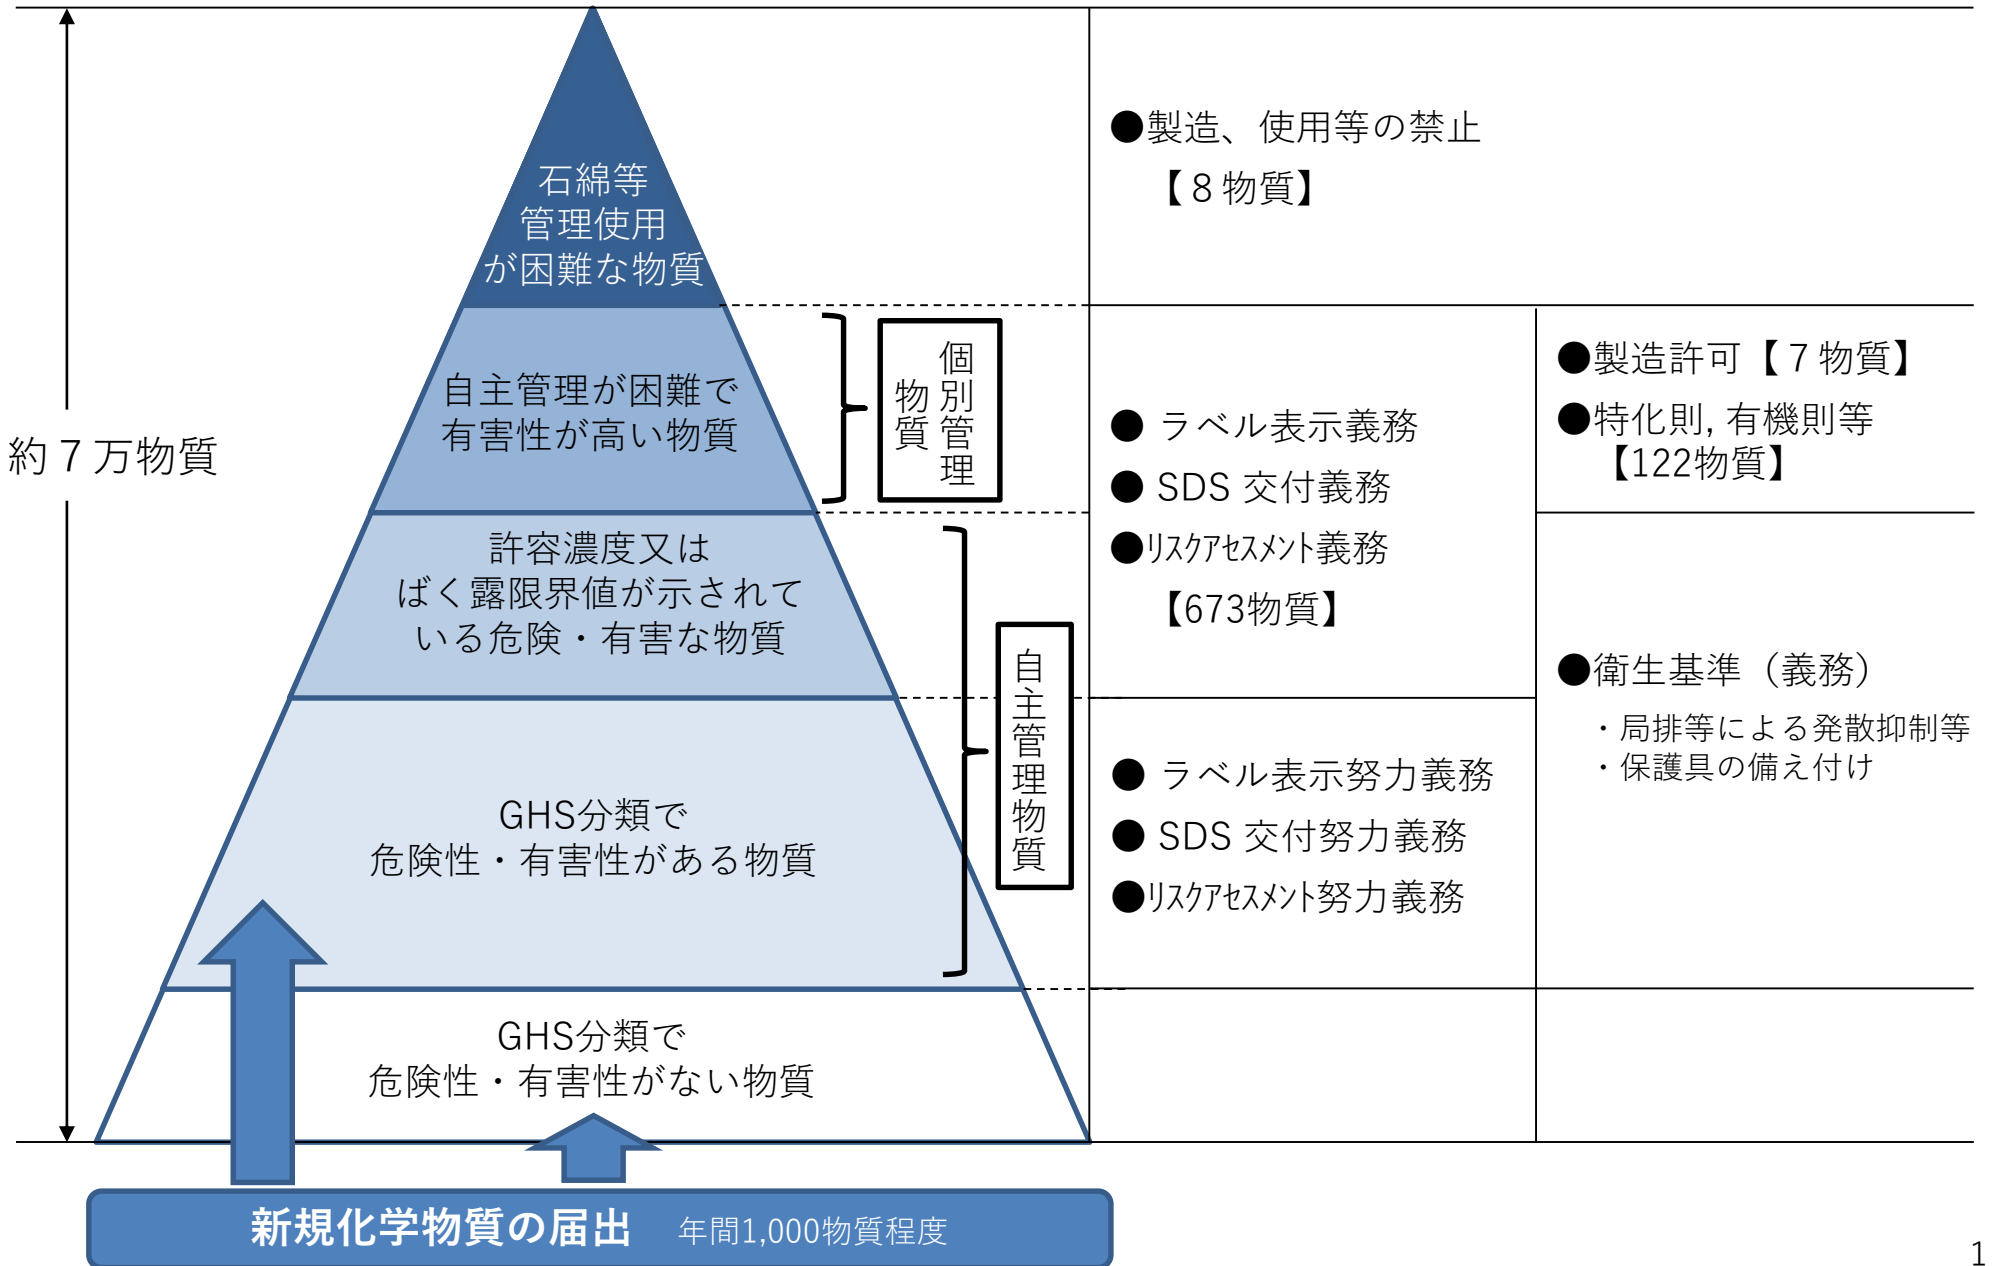 約７万物質
石綿等
管理使用
が困難な物質
自主管理が困難で
有害性が高い物質
許容濃度又は
ばく露限界値が示されて
いる危険・有害な物質
GHS分類で
危険性・有害性がある物質
GHS分類で
危険性・有害性がない物質
個別管理
物質
自主管理物質
●製造、使用等の禁止
【８物質】
● ラベル表示義務
● SDS 交付義務
●ﾘｽｸｱｾｽﾒﾝﾄ義務
【673物質】
●製造許可【７物質】
●特化則, 有機則等
【122物質】
● ラベル表示努力義務
● SDS 交付努力義務
●ﾘｽｸｱｾｽﾒﾝﾄ努力義務
●衛生基準（義務）
・局排等による発散抑制等
・保護具の備え付け
新規化学物質の届出 年間1,000物質程度
1